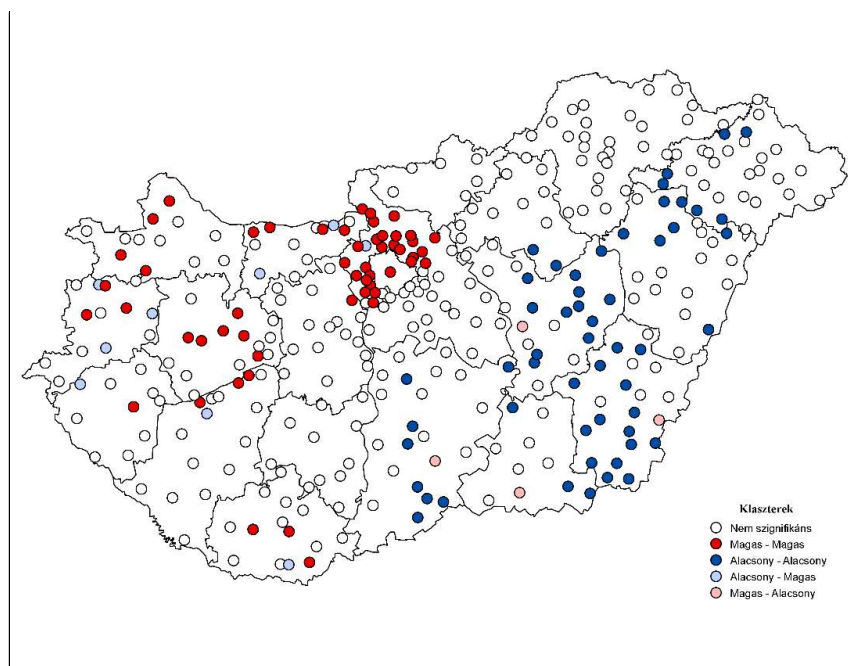 Klaszterek
Nem szignifikáns
Magas - Magas
Alacsony - Alacsony
Alacsony - Magas
Magas - Alacsony